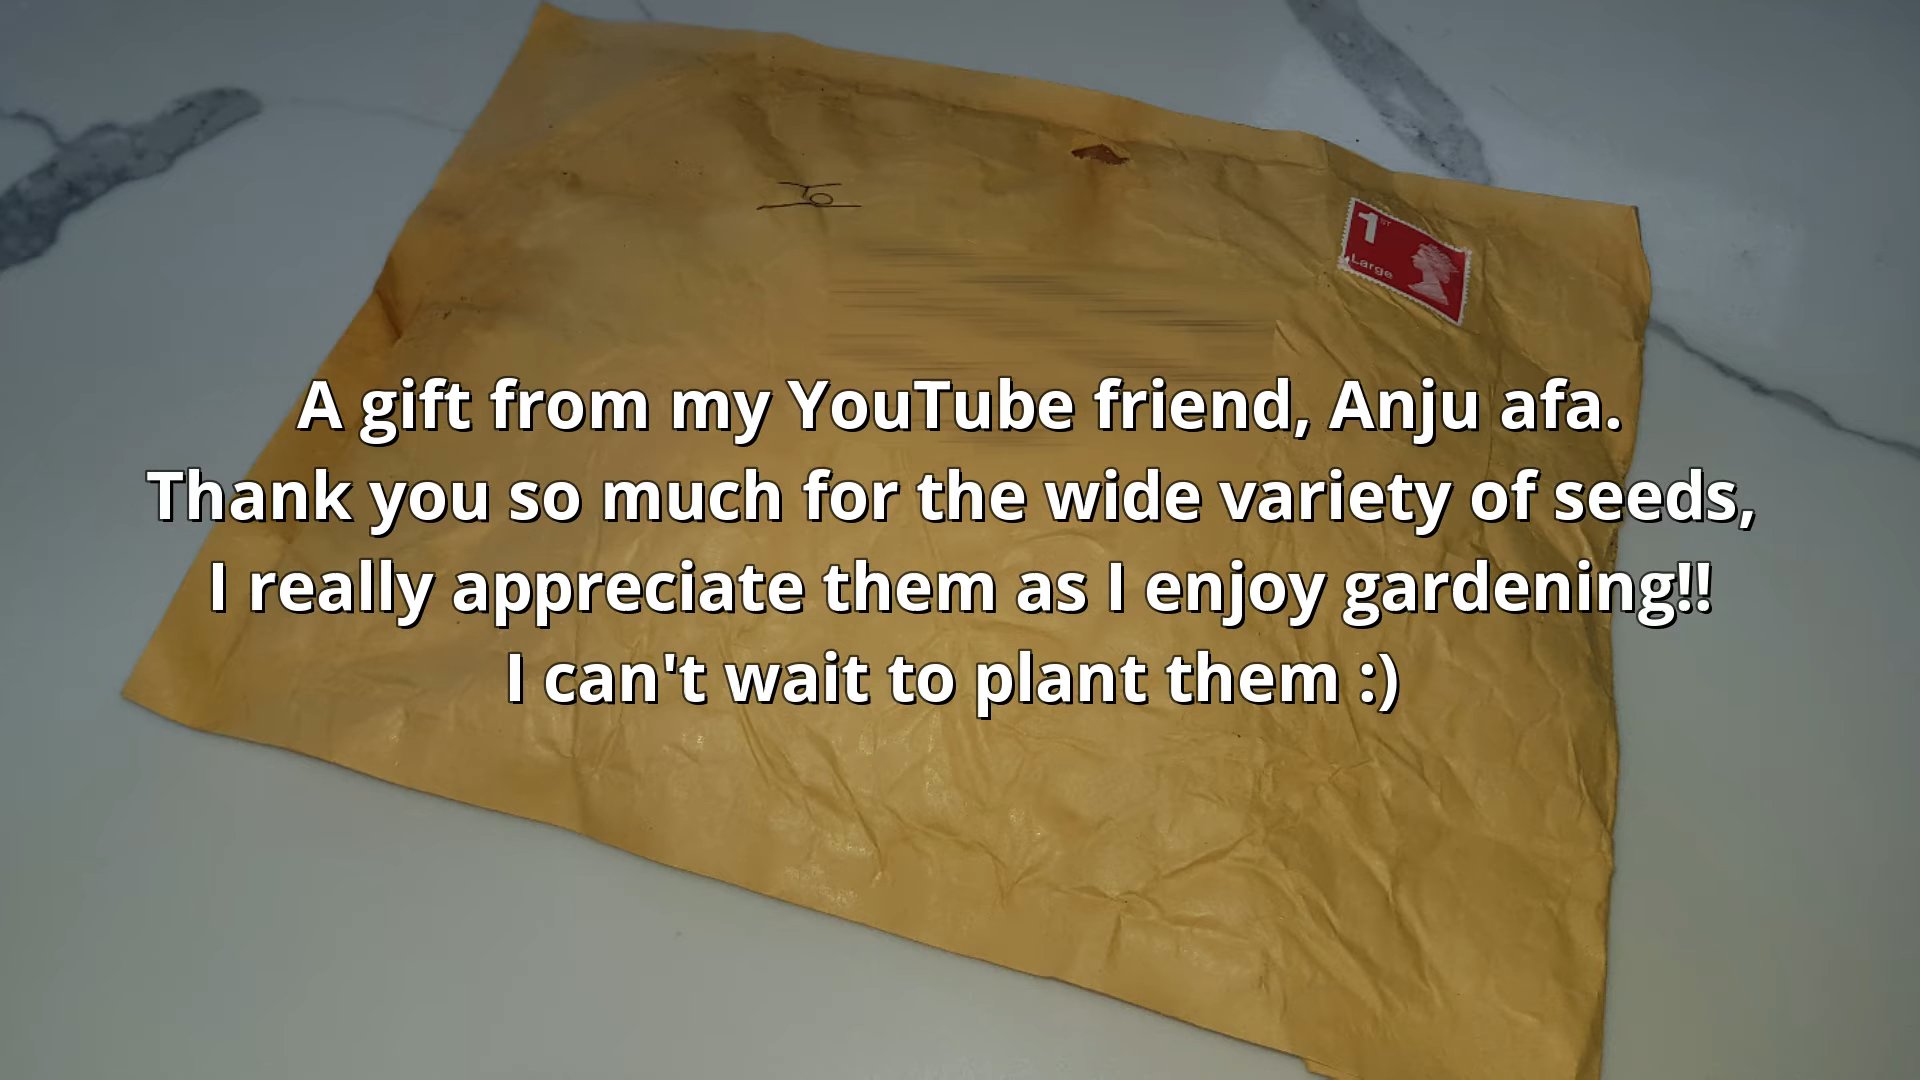 To
1ST
Large
A gift from my YouTube friend, Anju afa.
Thank you so much for the wide variety of seeds,
I really appreciate them as I enjoy gardening!!
I can't wait to plant them :)